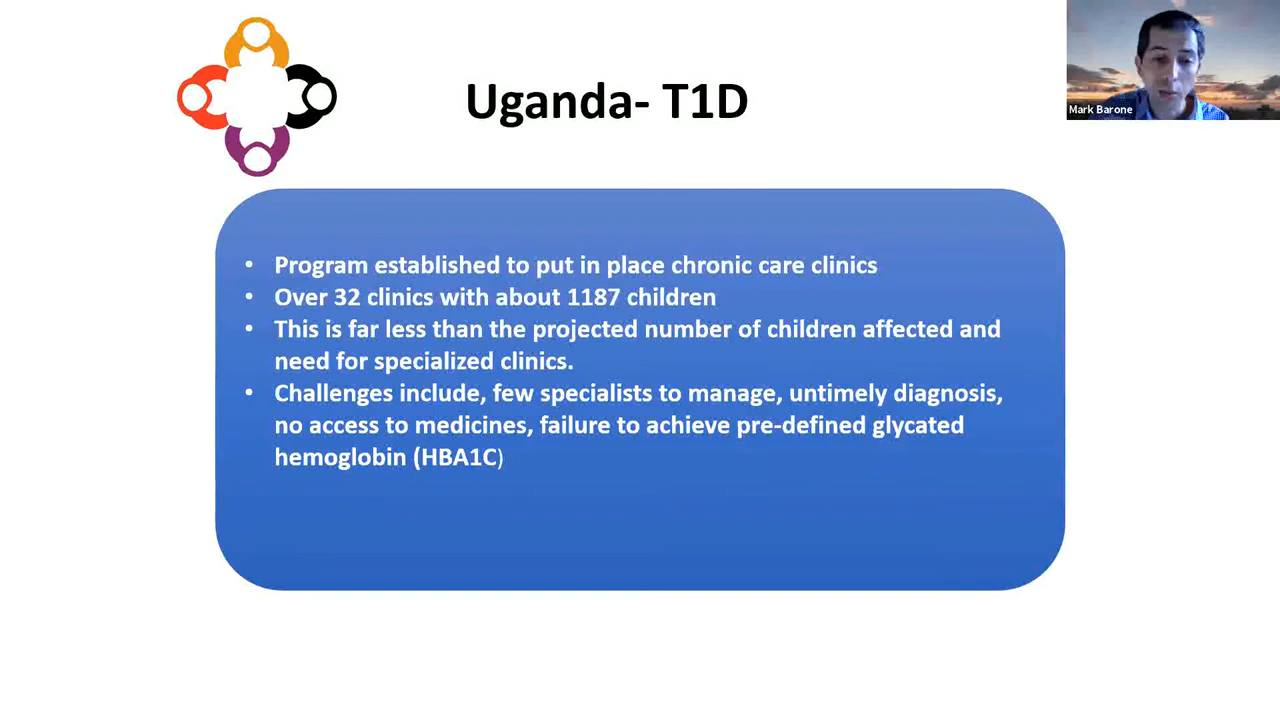 Uganda- T1D
Mark Barone
• Program established to put in place chronic care clinics
• Over 32 clinics with about 1187 children
• This is far less than the projected number of children affected and
need for specialized clinics.
• Challenges include, few specialists to manage, untimely diagnosis,
no access to medicines, failure to achieve pre-defined glycated
hemoglobin (HBA1C)